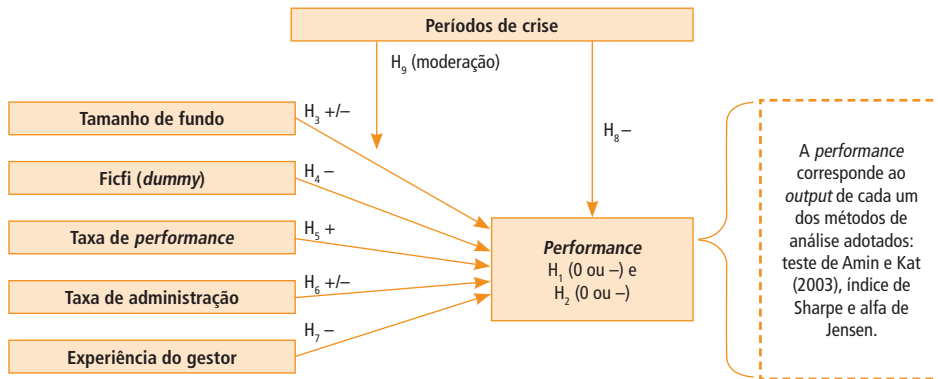 Períodos de crise
H9 (moderação)
H8 –
Tamanho de fundo
H3 +/–
Ficfi (dummy)
H4 –
Taxa de performance
H5 +
Taxa de administração
H6 +/–
Experiência do gestor
H7 –
Performance
H1 (0 ou –) e
H2 (0 ou –)
A performance
corresponde ao
output de cada um
dos métodos de
análise adotados:
teste de Amin e Kat
(2003), índice de
Sharpe e alfa de
Jensen.